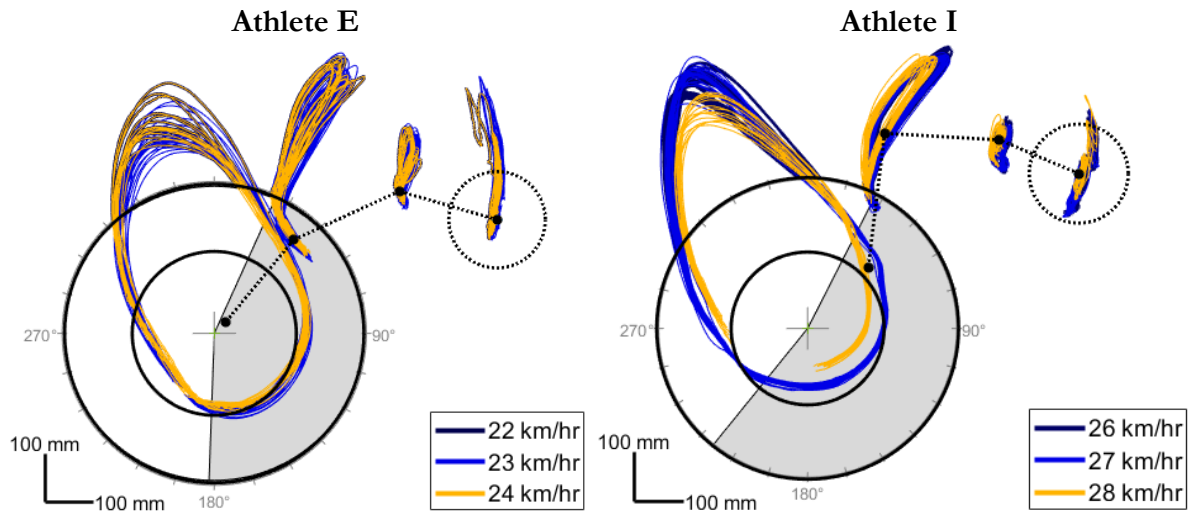 Athlete E
270°
90°
180°
100 mm
100 mm
22 km/hr
23 km/hr
24 km/hr
Athlete I
270°
90°
180°
100 mm
100 mm
26 km/hr
27 km/hr
28 km/hr